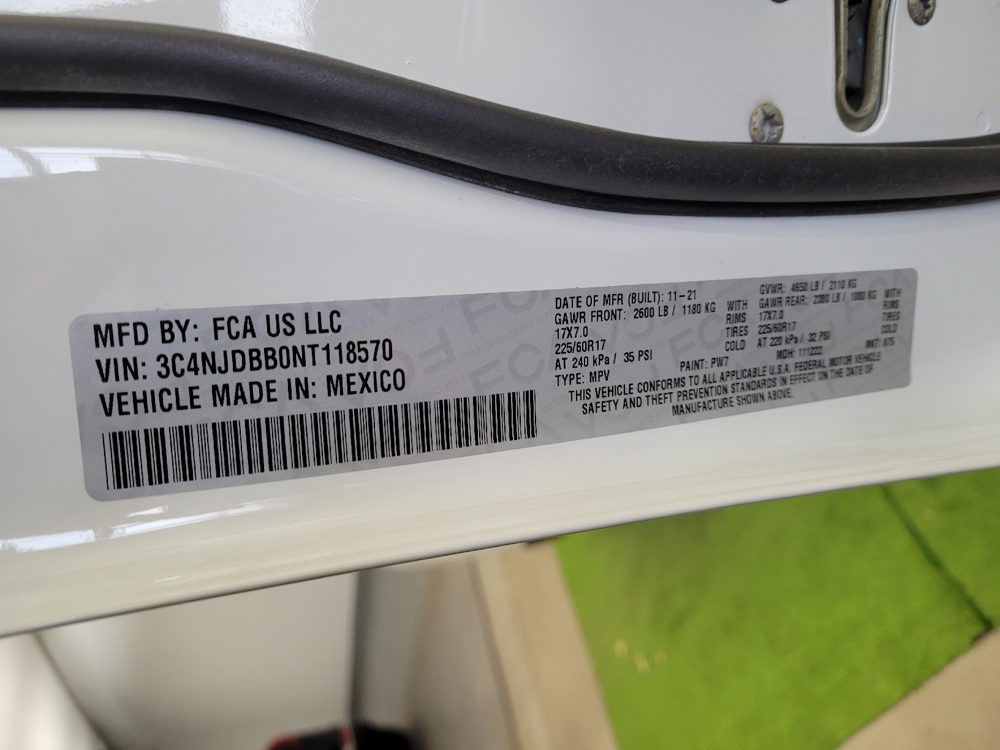 MFD BY: FCA US LLC
VIN: 3C4NJDBB0NT118570
VEHICLE MADE IN: MEXICO
DATE OF MFR (BUILT): 11-21
GVWR: 4650 LB / 2110 KG
GAWR FRONT: 2600 LB / 1180 KG WITH
GAWR REAR: 2380 LB / 1080 KG WITH
17X7.0 RIMS
17X7.0 RIMS
225/60R17 TIRES
225/60R17 TIRES
AT 240 kPa / 35 PSI COLD
AT 220 kPa / 32 PSI COLD
TYPE: MPV
PAINT: PW7
MDH: 111222
MKT: 875
THIS VEHICLE CONFORMS TO ALL APPLICABLE U.S.A. FEDERAL MOTOR VEHICLE
SAFETY AND THEFT PREVENTION STANDARDS IN EFFECT ON THE DATE OF
MANUFACTURE SHOWN ABOVE.